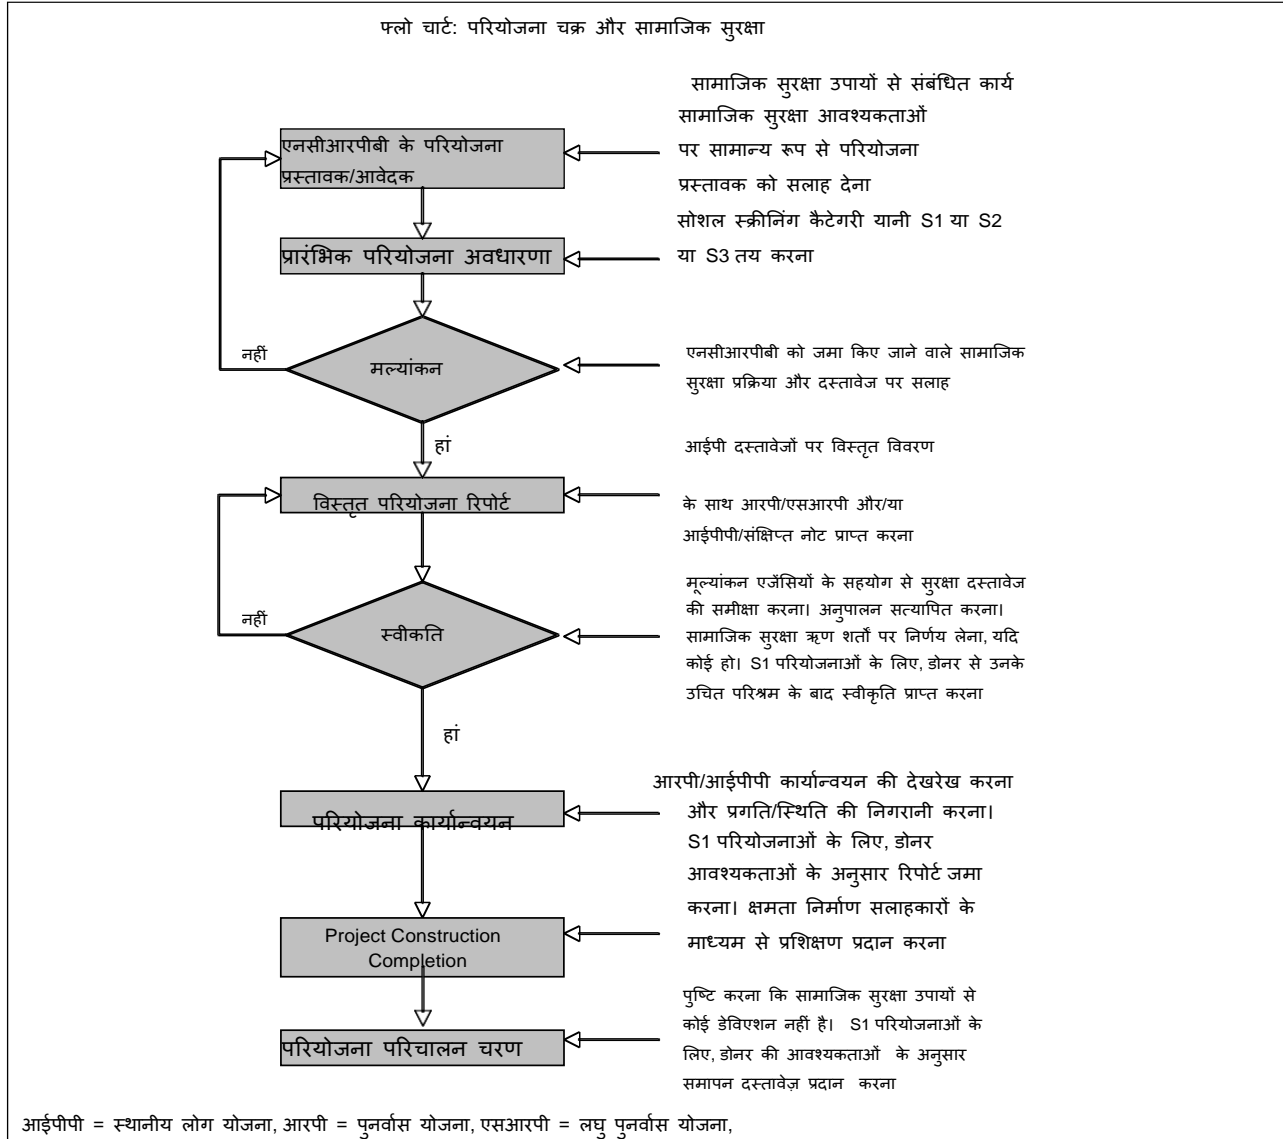 फ्लो चार्ट: परियोजना चक्र और सामाजिक सुरक्षा
सामाजिक सुरक्षा उपायों से संबंधित कार्य
सामाजिक सुरक्षा आवश्यकताओं
पर सामान्य रूप से परियोजना
प्रस्तावक को सलाह देना
एनसीआरपीबी के परियोजना
प्रस्तावक/आवेदक
सोशल स्क्रीनिंग कैटेगरी यानी S1 या S2
या S3 तय करना
प्रारंभिक परियोजना अवधारणा
नहीं
मल्यांकन
एनसीआरपीबी को जमा किए जाने वाले सामाजिक
सुरक्षा प्रक्रिया और दस्तावेज पर सलाह
हां
आईपी दस्तावेजों पर विस्तृत विवरण
विस्तृत परियोजना रिपोर्ट
के साथ आरपी/एसआरपी और/या
आईपीपी/संक्षिप्त नोट प्राप्त करना
नहीं
स्वीकति
मूल्यांकन एजेंसियों के सहयोग से सुरक्षा दस्तावेज
की समीक्षा करना। अनुपालन सत्यापित करना।
सामाजिक सुरक्षा ऋण शर्तों पर निर्णय लेना, यदि
कोई हो। S1 परियोजनाओं के लिए, डोनर से उनके
उचित परिश्रम के बाद स्वीकृति प्राप्त करना
हां
परियोजना कार्यान्वयन
आरपी/आईपीपी कार्यान्वयन की देखरेख करना
और प्रगति/स्थिति की निगरानी करना।
S1 परियोजनाओं के लिए, डोनर
आवश्यकताओं के अनुसार रिपोर्ट जमा
करना। क्षमता निर्माण सलाहकारों के
माध्यम से प्रशिक्षण प्रदान करना
Project Construction
Completion
परियोजना परिचालन चरण
पुष्टि करना कि सामाजिक सुरक्षा उपायों से
कोई डेविएशन नहीं है। S1 परियोजनाओं के
लिए, डोनर की आवश्यकताओं के अनुसार
समापन दस्तावेज़ प्रदान करना
आईपीपी = स्थानीय लोग योजना, आरपी = पुनर्वास योजना, एसआरपी = लघु पुनर्वास योजना,